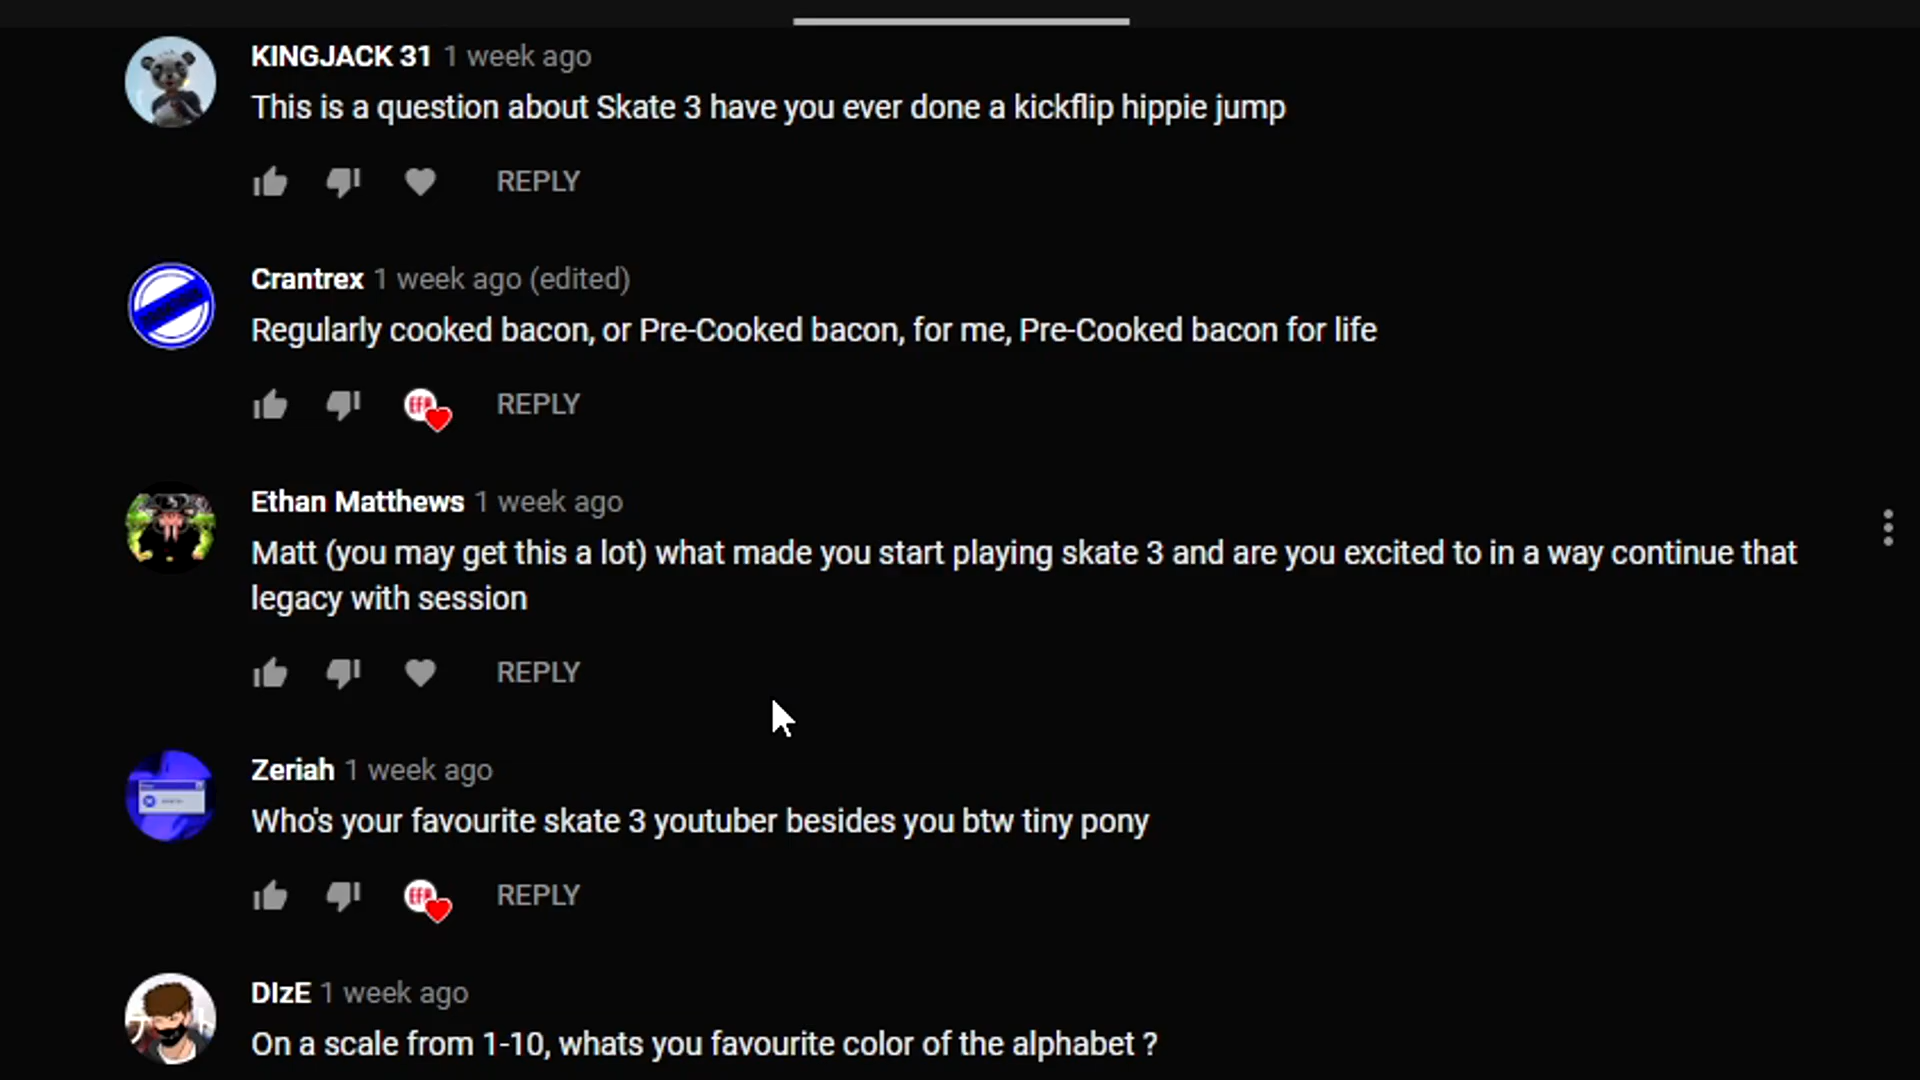 KINGJACK 31 1 week ago
This is a question about Skate 3 have you ever done a kickflip hippie jump
REPLY
Crantrex 1 week ago (edited)
Regularly cooked bacon, or Pre-Cooked bacon, for me, Pre-Cooked bacon for life
REPLY
Ethan Matthews 1 week ago
Matt (you may get this a lot) what made you start playing skate 3 and are you excited to in a way continue that
legacy with session
REPLY
Zeriah 1 week ago
Who's your favourite skate 3 youtuber besides you btw tiny pony
REPLY
DIzE 1 week ago
On a scale from 1-10, whats you favourite color of the alphabet ?